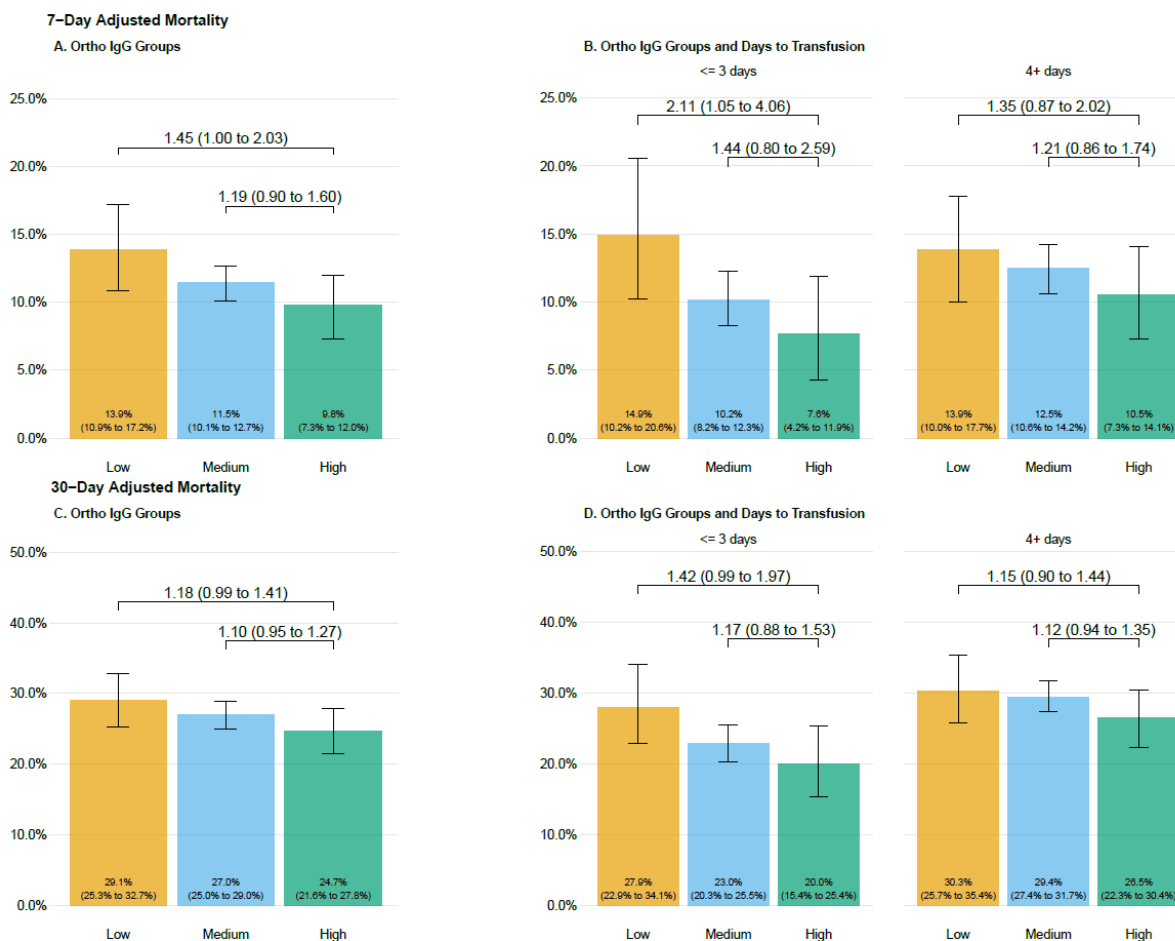 7−Day Adjusted Mortality
A. Ortho IgG Groups
25.0%
20.0%
15.0%
10.0%
5.0%
0.0%
1.45 (1.00 to 2.03)
1.19 (0.90 to 1.60)
13.9%
(10.9% to 17.2%)
11.5%
(10.1% to 12.7%)
9.8%
(7.3% to 12.0%)
Low Medium High
B. Ortho IgG Groups and Days to Transfusion
<= 3 days
4+ days
25.0%
20.0%
15.0%
10.0%
5.0%
0.0%
2.11 (1.05 to 4.06)
1.44 (0.80 to 2.59)
14.9%
(10.2% to 20.6%)
10.2%
(8.2% to 12.3%)
7.6%
(4.2% to 11.9%)
Low Medium High
1.35 (0.87 to 2.02)
1.21 (0.86 to 1.74)
13.9%
(10.0% to 17.7%)
12.5%
(10.6% to 14.2%)
10.5%
(7.3% to 14.1%)
Low Medium High
30−Day Adjusted Mortality
C. Ortho IgG Groups
50.0%
40.0%
30.0%
20.0%
10.0%
0.0%
1.18 (0.99 to 1.41)
1.10 (0.95 to 1.27)
29.1%
(25.3% to 32.7%)
27.0%
(25.0% to 29.0%)
24.7%
(21.6% to 27.8%)
Low Medium High
D. Ortho IgG Groups and Days to Transfusion
<= 3 days
4+ days
50.0%
40.0%
30.0%
20.0%
10.0%
0.0%
1.42 (0.99 to 1.97)
1.17 (0.88 to 1.53)
27.9%
(22.9% to 34.1%)
23.0%
(20.3% to 25.5%)
20.0%
(15.4% to 25.4%)
Low Medium High
1.15 (0.90 to 1.44)
1.12 (0.94 to 1.35)
30.3%
(25.7% to 35.4%)
29.4%
(27.4% to 31.7%)
26.5%
(22.3% to 30.4%)
Low Medium High